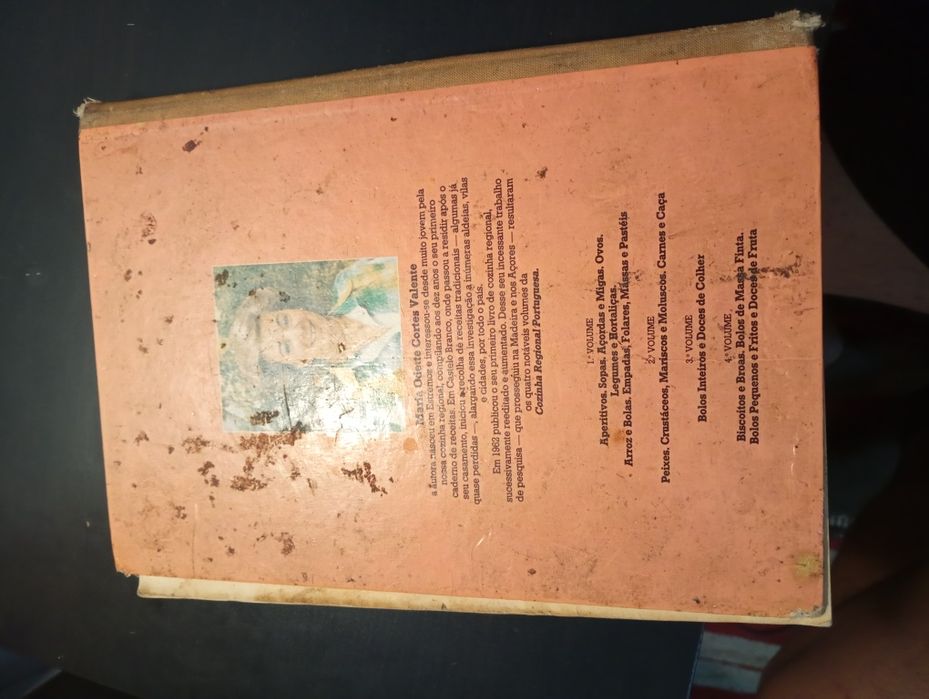 Maria Odette Cortes Valente
a autora nasceu em Estremoz e interessou-se desde muito jovem pela
nossa cozinha regional, compilando aos dez anos o seu primeiro
caderno de receitas. Em Castelo Branco, onde passou a residir após o
seu casamento, iniciou a recolha de receitas tradicionais — algumas já
quase perdidas —, alargando essa investigação a inúmeras aldeias, vilas
e cidades, por todo o país.
Em 1962 publicou o seu primeiro livro de cozinha regional,
sucessivamente reeditado e aumentado. Desse seu incessante trabalho
de pesquisa — que prosseguiu na Madeira e nos Açores — resultaram
os quatro notáveis volumes da
Cozinha Regional Portuguesa.
1.º VOLUME
Aperitivos. Sopas. Açordas e Migas. Ovos.
Legumes e Hortaliças.
Arroz e Bolas, Empadas, Folares, Massas e Pastéis
2.º VOLUME
Peixes, Crustáceos, Mariscos e Moluscos. Carnes e Caça
3.º VOLUME
Bolos Inteiros e Doces de Colher
4.º VOLUME
Biscoitos e Broas. Bolos de Massa Finta.
Bolos Pequenos e Fritos e Doces de Fruta